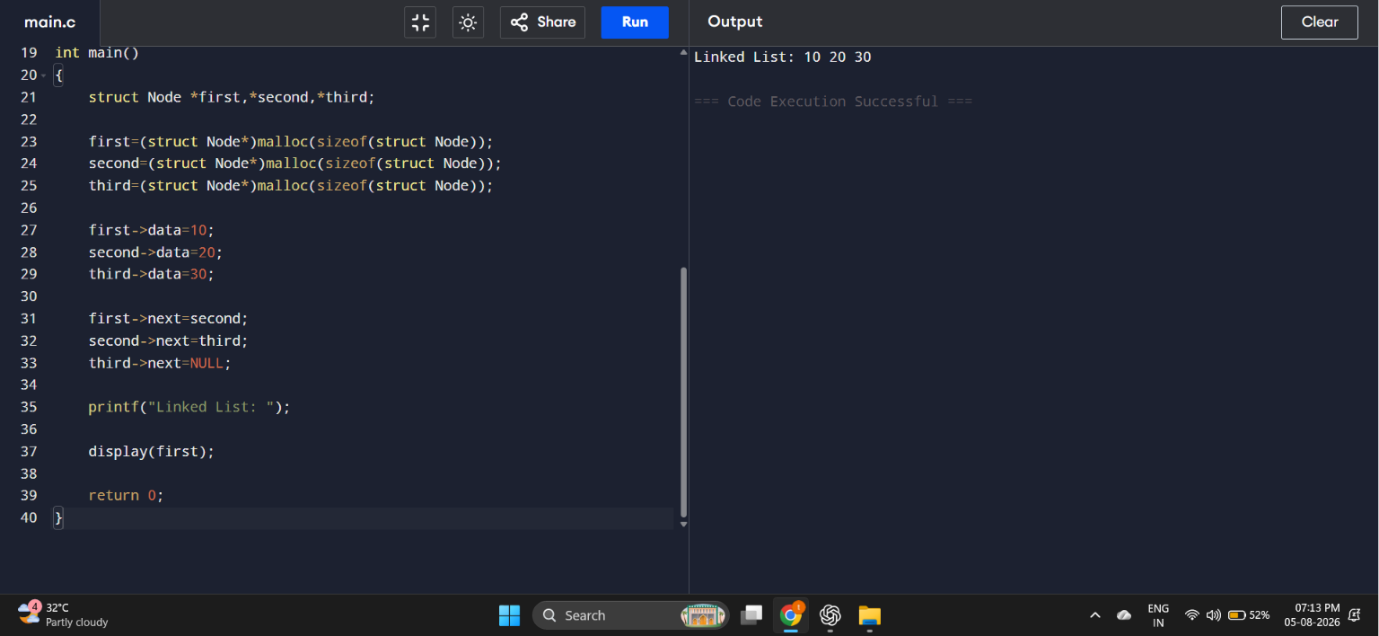 main.c
Share
Run
Output
Clear
19 int main()
20 {
21     struct Node *first,*second,*third;
22
23     first=(struct Node*)malloc(sizeof(struct Node));
24     second=(struct Node*)malloc(sizeof(struct Node));
25     third=(struct Node*)malloc(sizeof(struct Node));
26
27     first->data=10;
28     second->data=20;
29     third->data=30;
30
31     first->next=second;
32     second->next=third;
33     third->next=NULL;
34
35     printf("Linked List: ");
36
37     display(first);
38
39     return 0;
40 }
Linked List: 10 20 30
=== Code Execution Successful ===
4
32°C
Partly cloudy
Search
1
ENG
IN
52%
07:13 PM
05-08-2026